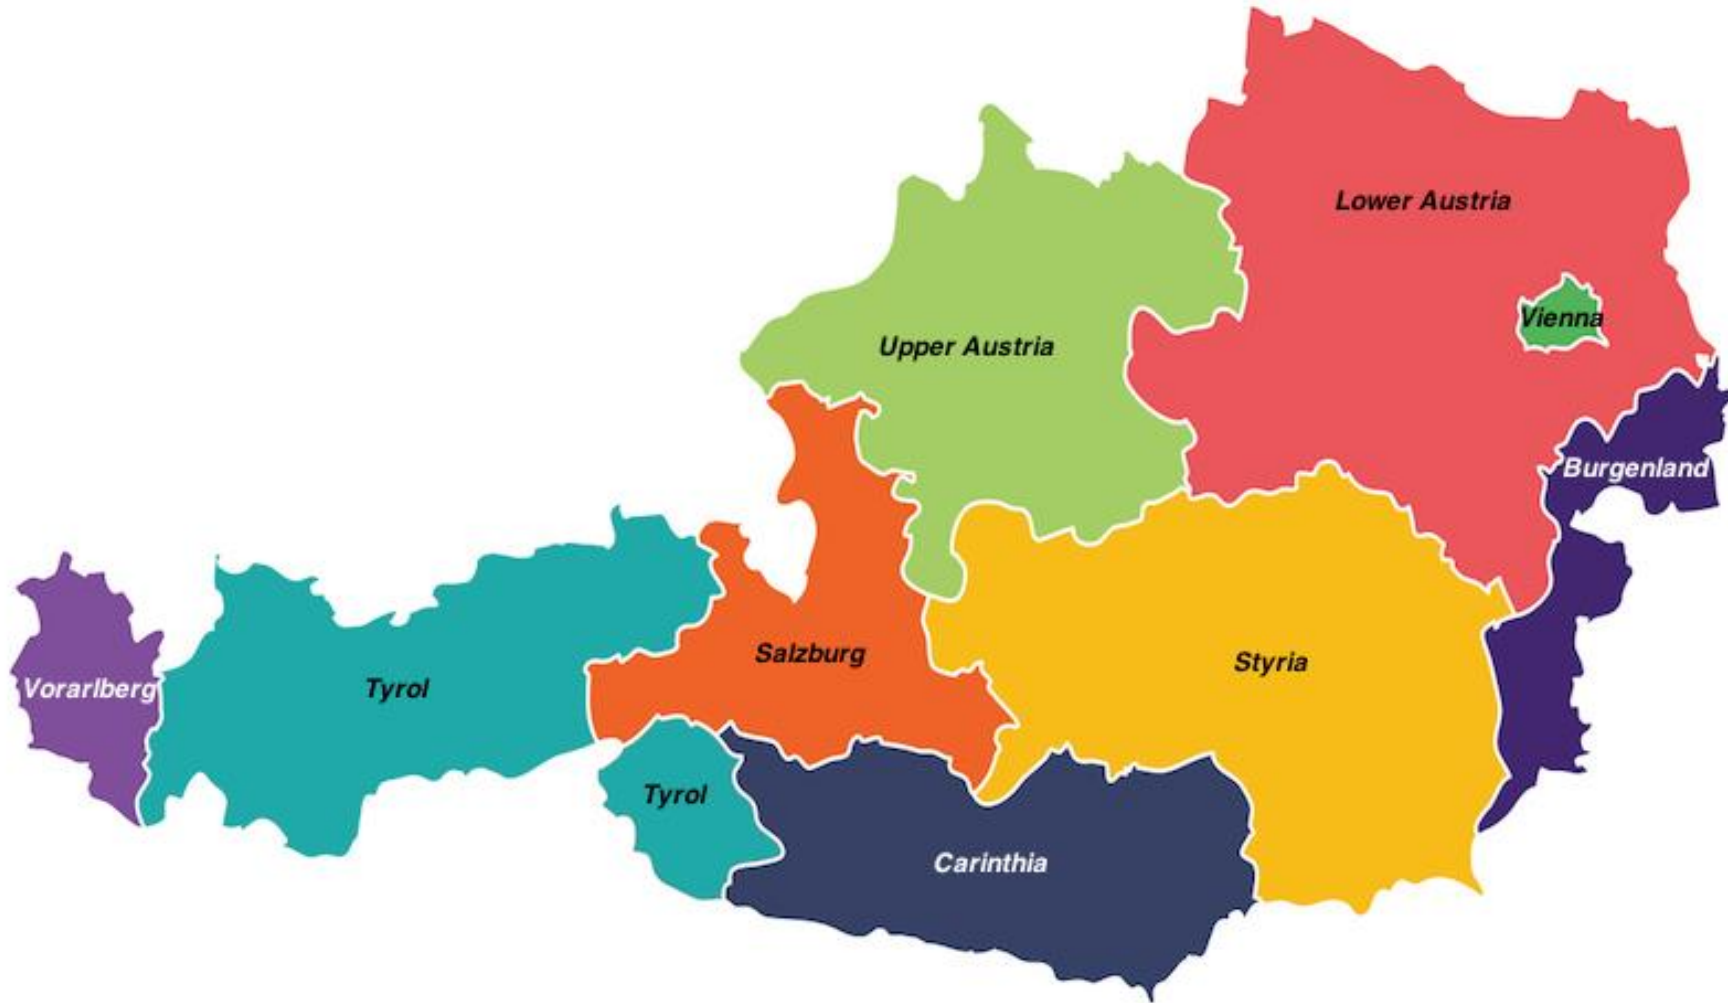 Lower Austria
Vienna
Upper Austria
Burgenland
Salzburg
Styria
Vorarlberg
Tyrol
Tyrol
Carinthia